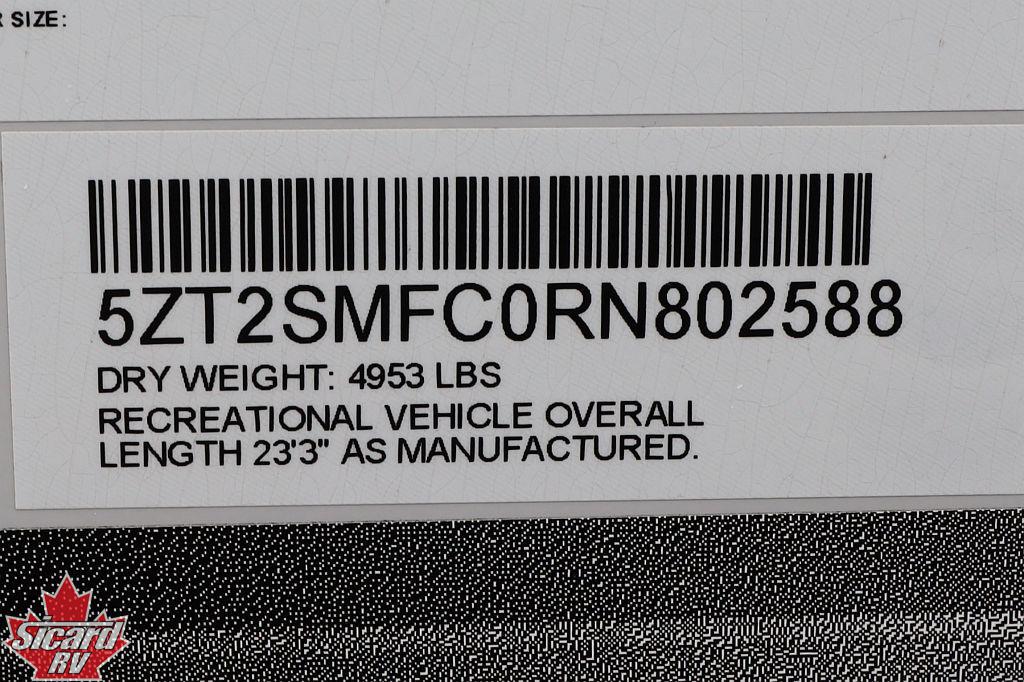 SIZE:
5ZT2SMFC0RN802588
DRY WEIGHT: 4953 LBS
RECREATIONAL VEHICLE OVERALL
LENGTH 23'3" AS MANUFACTURED.
Sicard
RV